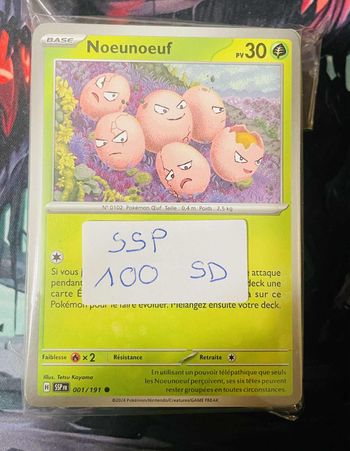 BASE Noeunoeuf PV 30
N° 0102 Pokémon Œuf Taille : 0,4 m Poids : 2,5 kg
SSP
100 SD
Si vous j attaque
pendant deck une
carte É sur ce
Pokémon pour le faire évoluer. Mélangez ensuite votre deck.
Faiblesse ×2 Résistance Retraite
Illus. Tetsu Kayama
H SSP FR 001/191
En utilisant un pouvoir télépathique que seuls
les Noeunoeuf perçoivent, ses six têtes peuvent
rester groupées en toutes circonstances.
©2024 Pokémon/Nintendo/Creatures/GAME FREAK